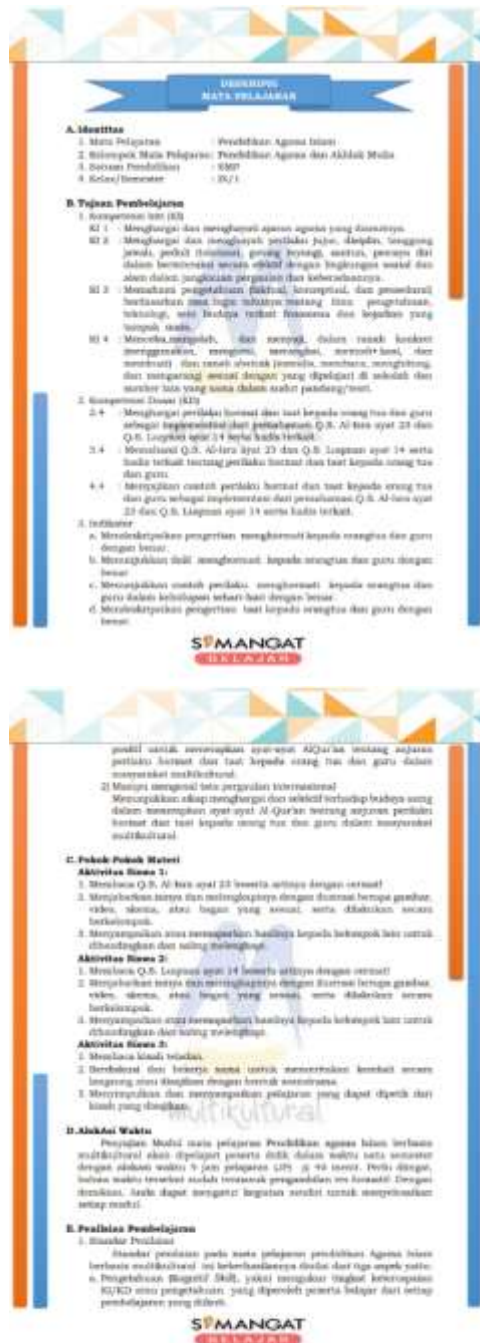 DESKRIPSI
MATA PELAJARAN
A. Identitas
1. Mata Pelajaran : Pendidikan Agama Islam
2. Kelompok Mata Pelajaran: Pendidikan Agama dan Akhlak Mulia
3. Satuan Pendidikan : SMP
4. Kelas/Semester : IX/1
B. Tujuan Pembelajaran
1. Kompetensi Inti (KI)
KI 1 : Menghargai dan menghayati ajaran agama yang dianutnya.
KI 2 : Menghargai dan menghayati perilaku jujur, disiplin, tanggung
jawab, peduli (toleransi, gotong royong), santun, percaya diri
dalam berinteraksi secara efektif dengan lingkungan sosial dan
alam dalam jangkauan pergaulan dan keberadaannya.
KI 3 : Memahami pengetahuan (faktual, konseptual, dan prosedural)
berdasarkan rasa ingin tahunya tentang ilmu pengetahuan,
teknologi, seni budaya terkait fenomena dan kejadian yang
tampak mata.
KI 4 : Mencoba,mengolah, dan menyaji, dalam ranah konkret
(menggunakan, mengurai, merangkai, dan
membuat) dan ranah abstrak (menulis, membaca, menghitung,
dan mengarang) sesuai dengan yang dipelajari di sekolah dan
sumber lain yang sama dalam sudut pandang/teori.
2. Kompetensi Dasar (KD)
2.4 : Menghargai perilaku hormat dan taat kepada orang tua dan guru
sebagai implementasi dari pemahaman Q.S. Al-Isra ayat 23 dan
Q.S. Luqman ayat 14 serta hadis terkait.
3.4 : Memahami Q.S. Al-Isra ayat 23 dan Q.S. Luqman ayat 14 serta
hadis terkait tentang perilaku hormat dan taat kepada orang tua
dan guru.
4.4 : Menyajikan contoh perilaku hormat dan taat kepada orang tua
dan guru sebagai implementasi dari pemahaman Q.S. Al-Isra ayat
23 dan Q.S. Luqman ayat 14 serta hadis terkait.
3. Indikator
a. Mendeskripsikan pengertian menghormati kepada orangtua dan guru
dengan benar.
b. Menunjukkan dalil menghormati kepada orangtua dan guru dengan
benar.
c. Menunjukkan contoh perilaku menghormati kepada orangtua dan
guru dalam kehidupan sehari-hari dengan benar.
d. Mendeskripsikan pengertian taat kepada orangtua dan guru dengan
benar.
SEMANGAT
BELAJAR
positif untuk menerapkan ayat-ayat AlQur'an tentang anjuran
perilaku hormat dan taat kepada orang tua dan guru dalam
masyarakat multikultural.
2) Mampu mengenal tata pergaulan internasional
Menunjukkan sikap menghargai dan selektif terhadap budaya asing
dalam menerapkan ayat-ayat Al-Qur'an tentang anjuran perilaku
hormat dan taat kepada orang tua dan guru dalam masyarakat
multikultural.
C. Pokok-Pokok Materi
Aktivitas Siswa 1:
1. Membaca Q.S. Al-Isra ayat 23 beserta artinya dengan cermat!
2. Menjabarkan isinya dan melengkapinya dengan ilustrasi berupa gambar,
video, skema, atau bagan yang sesuai, serta dilakukan secara
berkelompok.
3. Menyampaikan atau memaparkan hasilnya kepada kelompok lain untuk
dibandingkan dan saling melengkapi.
Aktivitas Siswa 2:
1. Membaca Q.S. Luqman ayat 14 beserta artinya dengan cermat!
2. Menjabarkan isinya dan melengkapinya dengan ilustrasi berupa gambar,
video, skema, atau bagan yang sesuai, serta dilakukan secara
berkelompok.
3. Menyampaikan atau memaparkan hasilnya kepada kelompok lain untuk
dibandingkan dan saling melengkapi.
Aktivitas Siswa 3:
1. Membaca kisah teladan.
2. Berdiskusi dan bekerja sama untuk menceritakan kembali secara
langsung atau disajikan dengan bentuk sosiodrama.
3. Menyimpulkan dan menyampaikan pelajaran yang dapat dipetik dari
kisah yang disajikan.
multikultural
D. Alokasi Waktu
Penyajian Modul mata pelajaran Pendidikan agama Islam berbasis
multikultural akan dipelajari peserta didik dalam waktu satu semester
dengan alokasi waktu 9 jam pelajaran (JP) @ 40 menit. Perlu diingat,
bahwa waktu tersebut sudah termasuk pengambilan tes formatif. Dengan
demikian, Anda dapat mengatur kegiatan sendiri untuk menyelesaikan
setiap modul.
E. Penilaian Pembelajaran
1. Standar Penilaian
Standar penilaian pada mata pelajaran pendidikan Agama Islam
berbasis multikultural ini keberhasilannya dinilai dari tiga aspek yaitu:
a. Pengetahuan (Kognitif Skill), yakni mengukur tingkat ketercapaian
KI/KD atau pengetahuan yang diperoleh peserta belajar dari setiap
pembelajaran yang diikuti.
SEMANGAT
BELAJAR